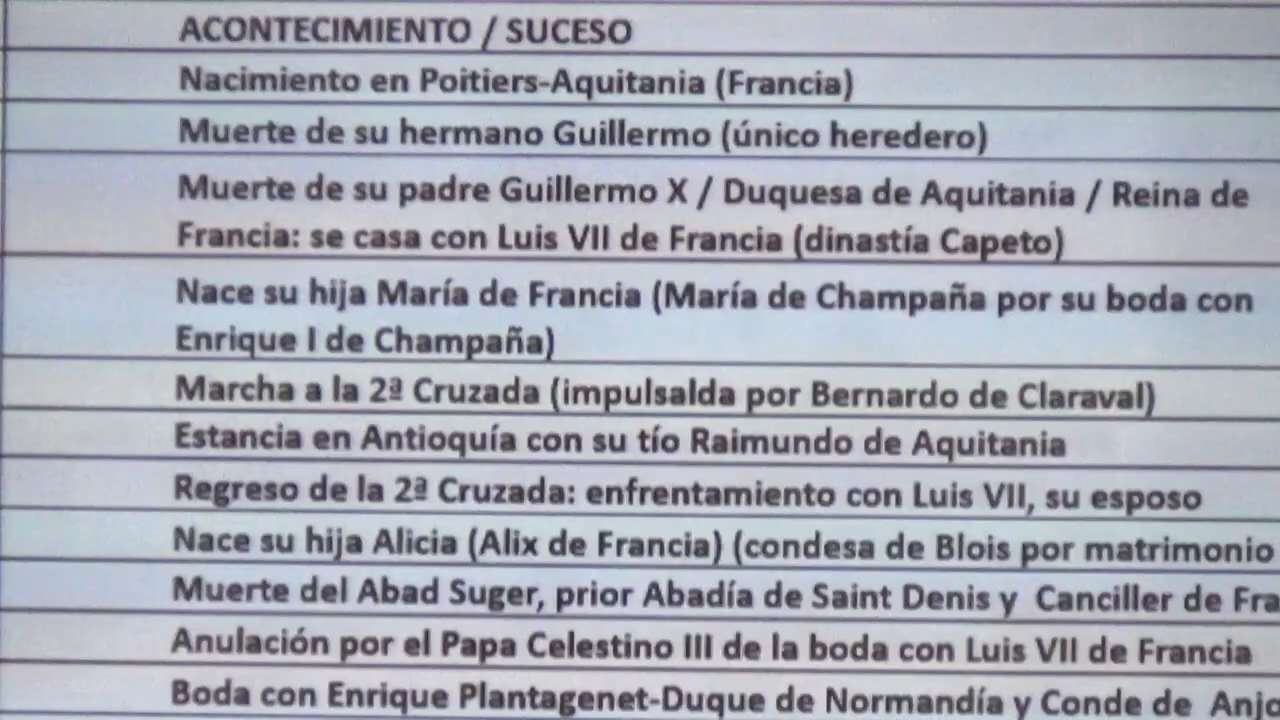 ACONTECIMIENTO / SUCESO
Nacimiento en Poitiers-Aquitania (Francia)
Muerte de su hermano Guillermo (único heredero)
Muerte de su padre Guillermo X / Duquesa de Aquitania / Reina de
Francia: se casa con Luis VII de Francia (dinastía Capeto)
Nace su hija María de Francia (María de Champaña por su boda con
Enrique I de Champaña)
Marcha a la 2ª Cruzada (impulsalda por Bernardo de Claraval)
Estancia en Antioquía con su tío Raimundo de Aquitania
Regreso de la 2ª Cruzada: enfrentamiento con Luis VII, su esposo
Nace su hija Alicia (Alix de Francia) (condesa de Blois por matrimonio
Muerte del Abad Suger, prior Abadía de Saint Denis y Canciller de Fra
Anulación por el Papa Celestino III de la boda con Luis VII de Francia
Boda con Enrique Plantagenet-Duque de Normandía y Conde de Anjo